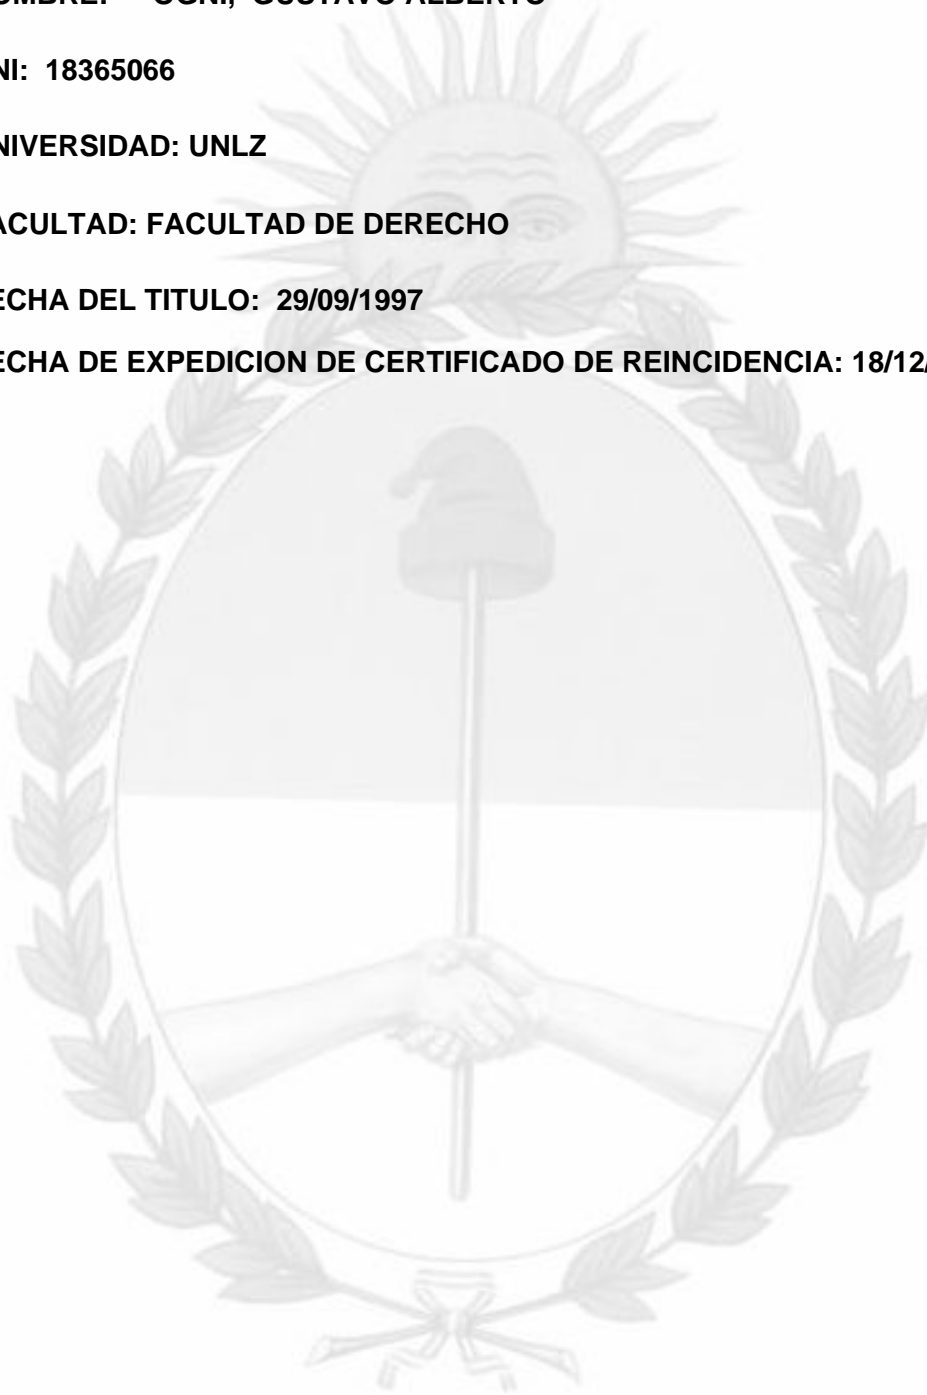 OMBRE: OGNI, GUSTAVO ALBERTO
NI: 18365066
NIVERSIDAD: UNLZ
ACULTAD: FACULTAD DE DERECHO
ECHA DEL TITULO: 29/09/1997
ECHA DE EXPEDICION DE CERTIFICADO DE REINCIDENCIA: 18/12/